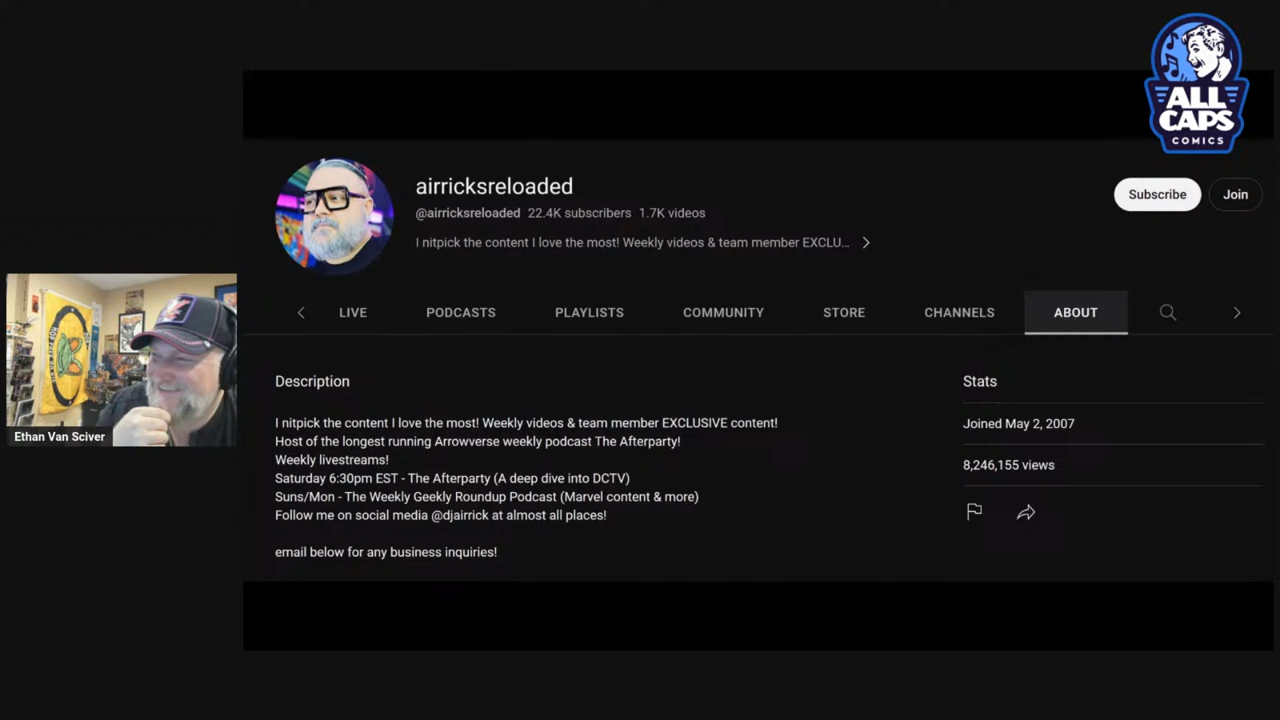 ALL
CAPS
COMICS
airricksreloaded
Subscribe
Join
@airricksreloaded 22.4K subscribers 1.7K videos
I nitpick the content I love the most! Weekly videos & team member EXCLU...
LIVE
PODCASTS
PLAYLISTS
COMMUNITY
STORE
CHANNELS
ABOUT
Description
Stats
I nitpick the content I love the most! Weekly videos & team member EXCLUSIVE content!
Joined May 2, 2007
Host of the longest running Arrowverse weekly podcast The Afterparty!
Weekly livestreams!
8,246,155 views
Saturday 6:30pm EST - The Afterparty (A deep dive into DCTV)
Suns/Mon - The Weekly Geekly Roundup Podcast (Marvel content & more)
Follow me on social media @djairrick at almost all places!
email below for any business inquiries!
Ethan Van Sciver